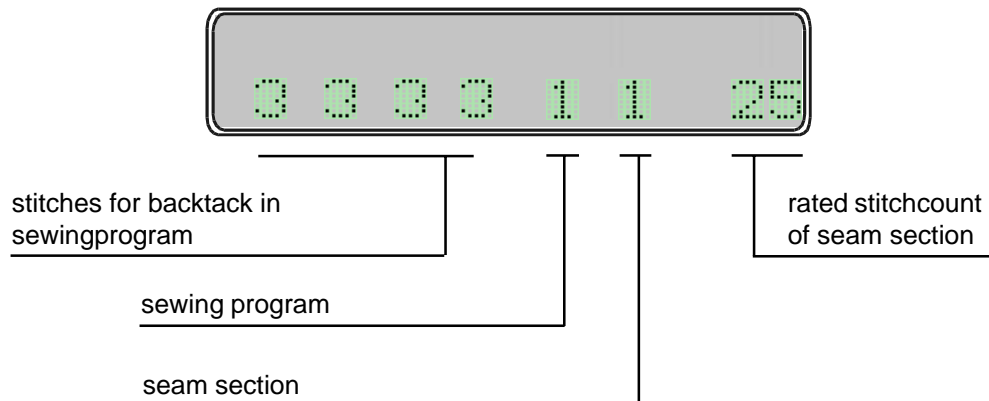 3 3 3 3 1 1 25
stitches for backtack in
sewingprogram
rated stitchcount
of seam section
sewing program
seam section